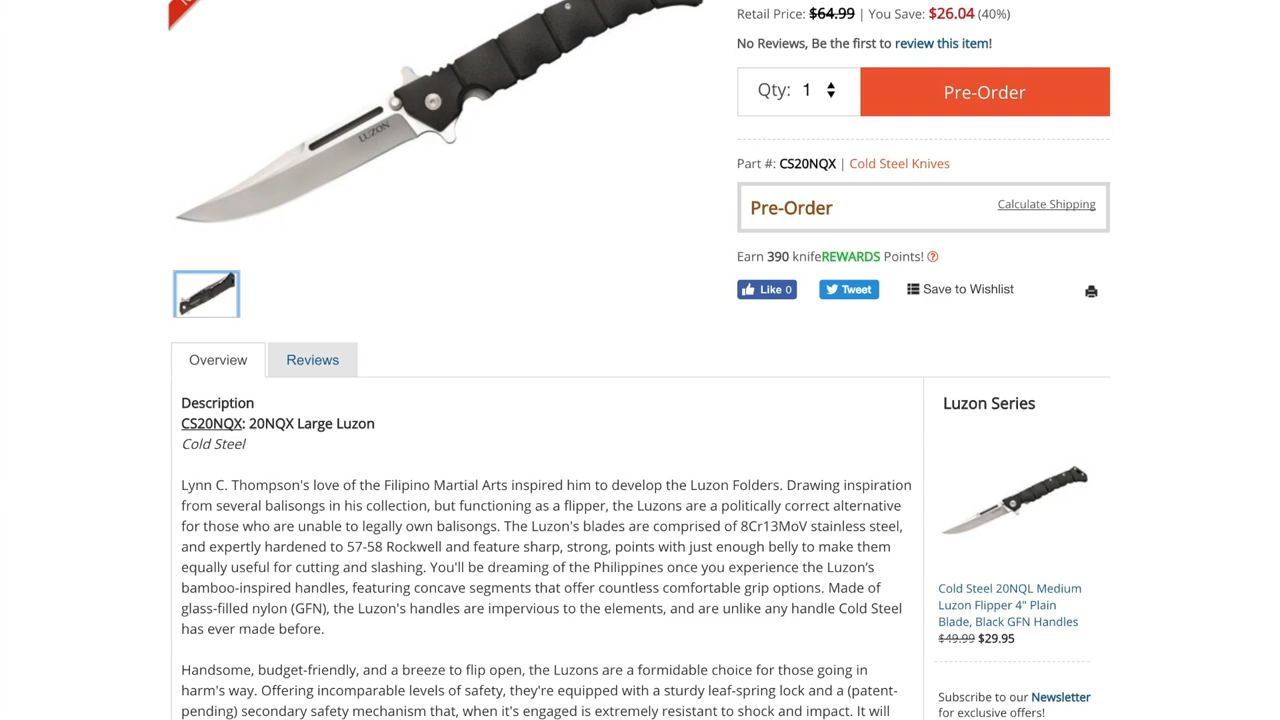 Retail Price: $64.99 | You Save: $26.04 (40%)
No Reviews, Be the first to review this item!
Qty: 1
Pre-Order
Part #: CS20NQX | Cold Steel Knives
Pre-Order
Calculate Shipping
Earn 390 knifeREWARDS Points!
Like 0
Tweet
Save to Wishlist
LUZON
Overview
Reviews
Description
CS20NQX: 20NQX Large Luzon
Cold Steel
Lynn C. Thompson's love of the Filipino Martial Arts inspired him to develop the Luzon Folders. Drawing inspiration
from several balisongs in his collection, but functioning as a flipper, the Luzons are a politically correct alternative
for those who are unable to legally own balisongs. The Luzon's blades are comprised of 8Cr13MoV stainless steel,
and expertly hardened to 57-58 Rockwell and feature sharp, strong, points with just enough belly to make them
equally useful for cutting and slashing. You'll be dreaming of the Philippines once you experience the Luzon's
bamboo-inspired handles, featuring concave segments that offer countless comfortable grip options. Made of
glass-filled nylon (GFN), the Luzon's handles are impervious to the elements, and are unlike any handle Cold Steel
has ever made before.
Handsome, budget-friendly, and a breeze to flip open, the Luzons are a formidable choice for those going in
harm's way. Offering incomparable levels of safety, they're equipped with a sturdy leaf-spring lock and a (patent-
pending) secondary safety mechanism that, when it's engaged is extremely resistant to shock and impact. It will
Luzon Series
Cold Steel 20NQL Medium
Luzon Flipper 4" Plain
Blade, Black GFN Handles
$49.99 $29.95
Subscribe to our Newsletter
for exclusive offers!